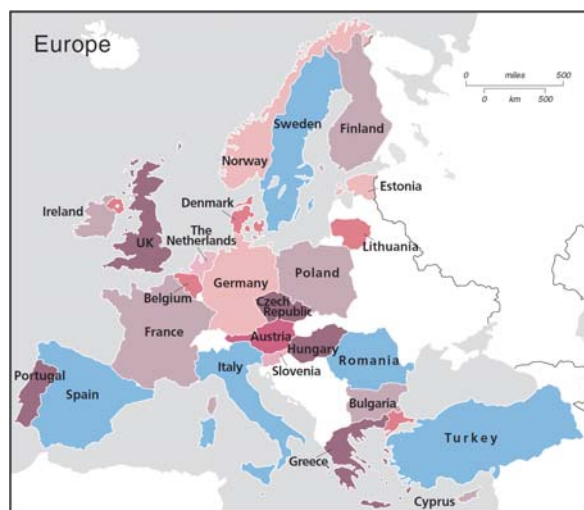 Europe
0 miles 500
0 km 500
Sweden
Finland
Norway
Estonia
Denmark
Ireland
The
Netherlands
Lithuania
UK
Poland
Germany
Belgium
Czech
Republic
France
Austria
Hungary
Romania
Italy
Slovenia
Portugal
Spain
Bulgaria
Turkey
Greece
Cyprus